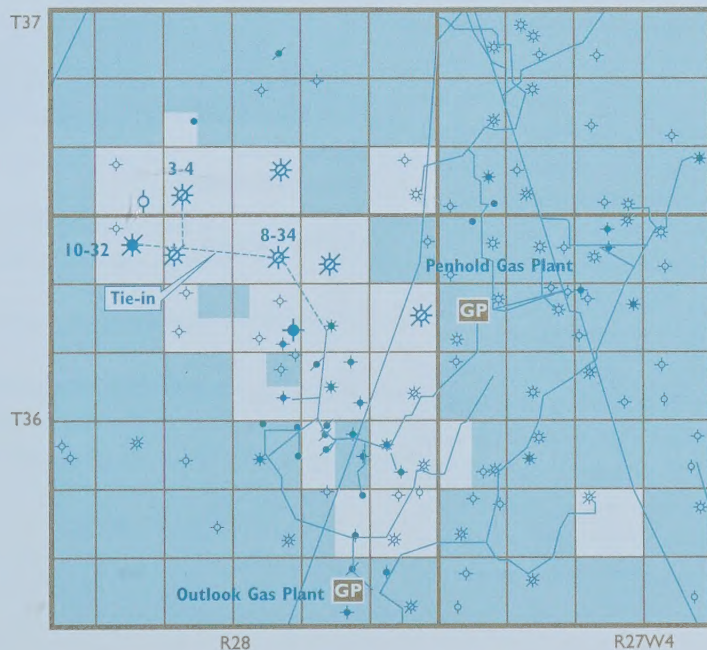 T37
3-4
10-32
8-34
Penhold Gas Plant
Tie-in
GP
T36
Outlook Gas Plant
GP
R28
R27W4